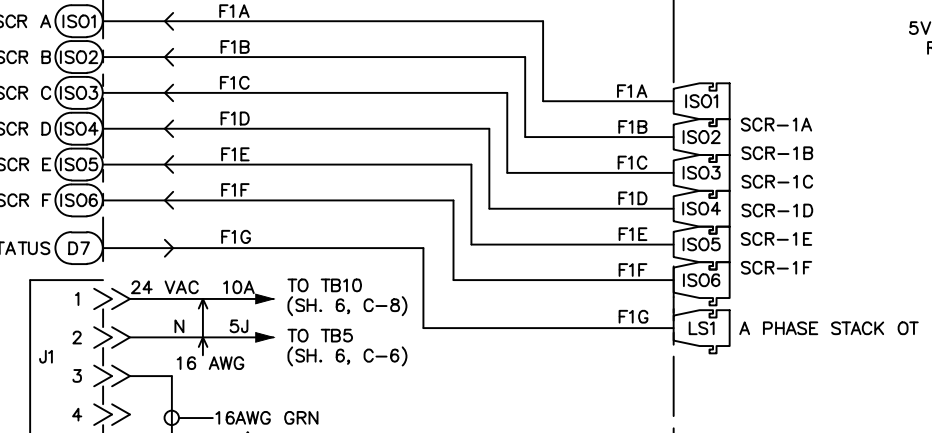 F1A
SCR A ISO1
F1B
SCR B ISO2
F1C
SCR C ISO3
F1D
SCR D ISO4
F1E
SCR E ISO5
F1F
SCR F ISO6
F1G
TATUS D7
5V
F1A ISO1
SCR-1A
F1B ISO2
SCR-1B
F1C ISO3
SCR-1C
F1D ISO4
SCR-1D
F1E ISO5
SCR-1E
F1F ISO6
SCR-1F
F1G LS1 A PHASE STACK OT
J1
1 24 VAC 10A TO TB10
(SH. 6, C-8)
2 N 5J TO TB5
(SH. 6, C-6)
16 AWG
3
4 16AWG GRN